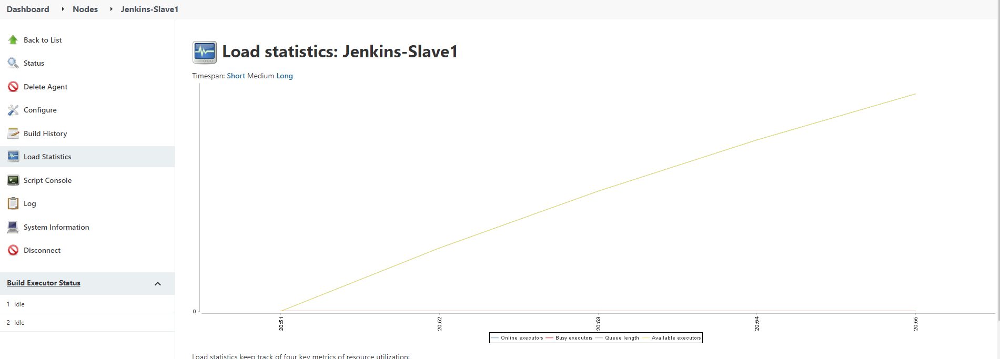 Dashboard Nodes Jenkins-Slave1
Back to List
Status
Delete Agent
Configure
Build History
Load Statistics
Script Console
Log
System Information
Disconnect
Build Executor Status
1 Idle
2 Idle
Load statistics: Jenkins-Slave1
Timespan: Short Medium Long
0
20:51
20:52
20:53
20:54
20:55
Online executors Busy executors Queue length Available executors
Load statistics keep track of four key metrics of resource utilization: